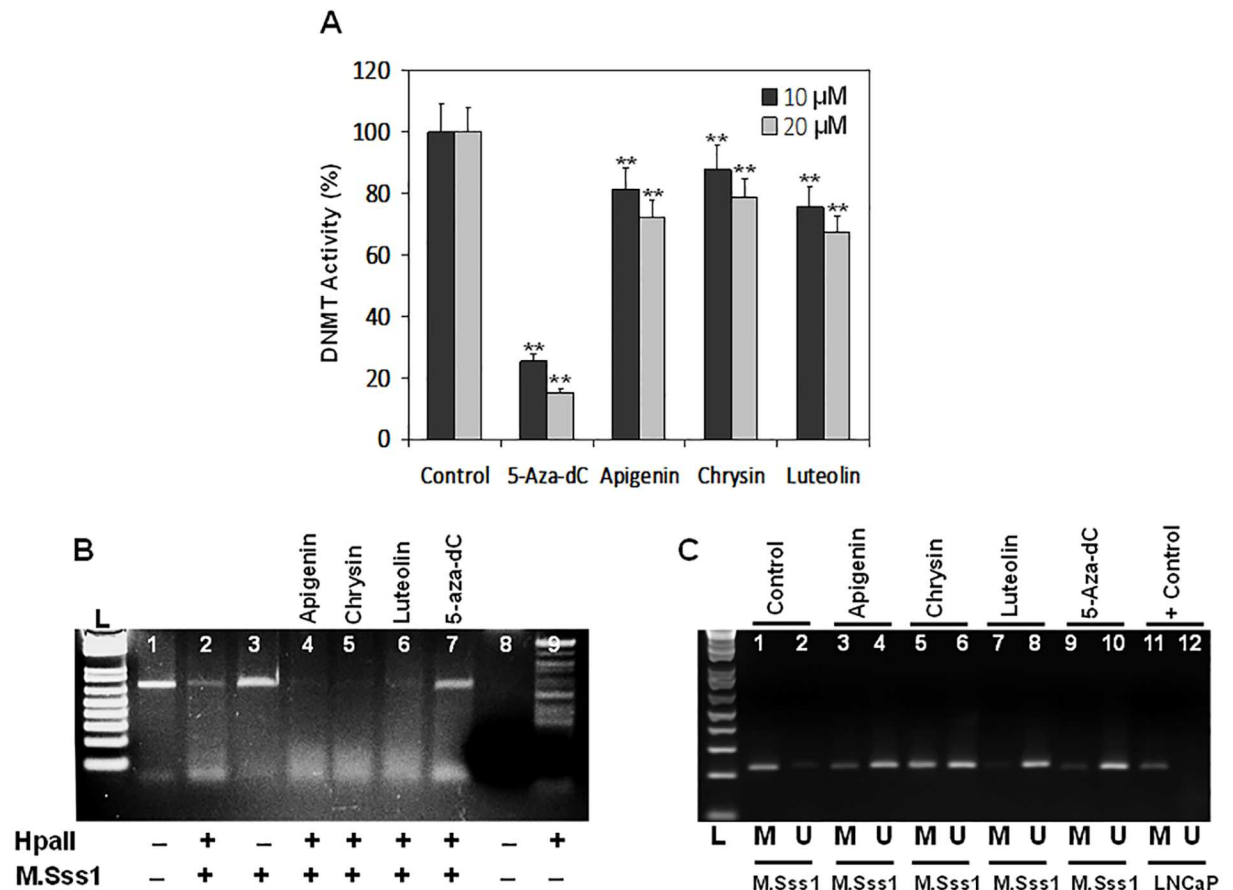 A
120
100
80
60
40
20
0
DNMT Activity (%)
10 µM
20 µM
** ** ** ** ** ** ** **
Control 5-Aza-dC Apigenin Chrysin Luteolin
B
Apigenin Chrysin Luteolin 5-aza-dC
L
1 2 3 4 5 6 7 8 9
HpaII – + – + + + + – +
M.Sss1 – + + + + + + – –
C
Control Apigenin Chrysin Luteolin 5-Aza-dC + Control
1 2 3 4 5 6 7 8 9 10 11 12
L M U M U M U M U M U M U
M.Sss1 M.Sss1 M.Sss1 M.Sss1 M.Sss1 LNCaP